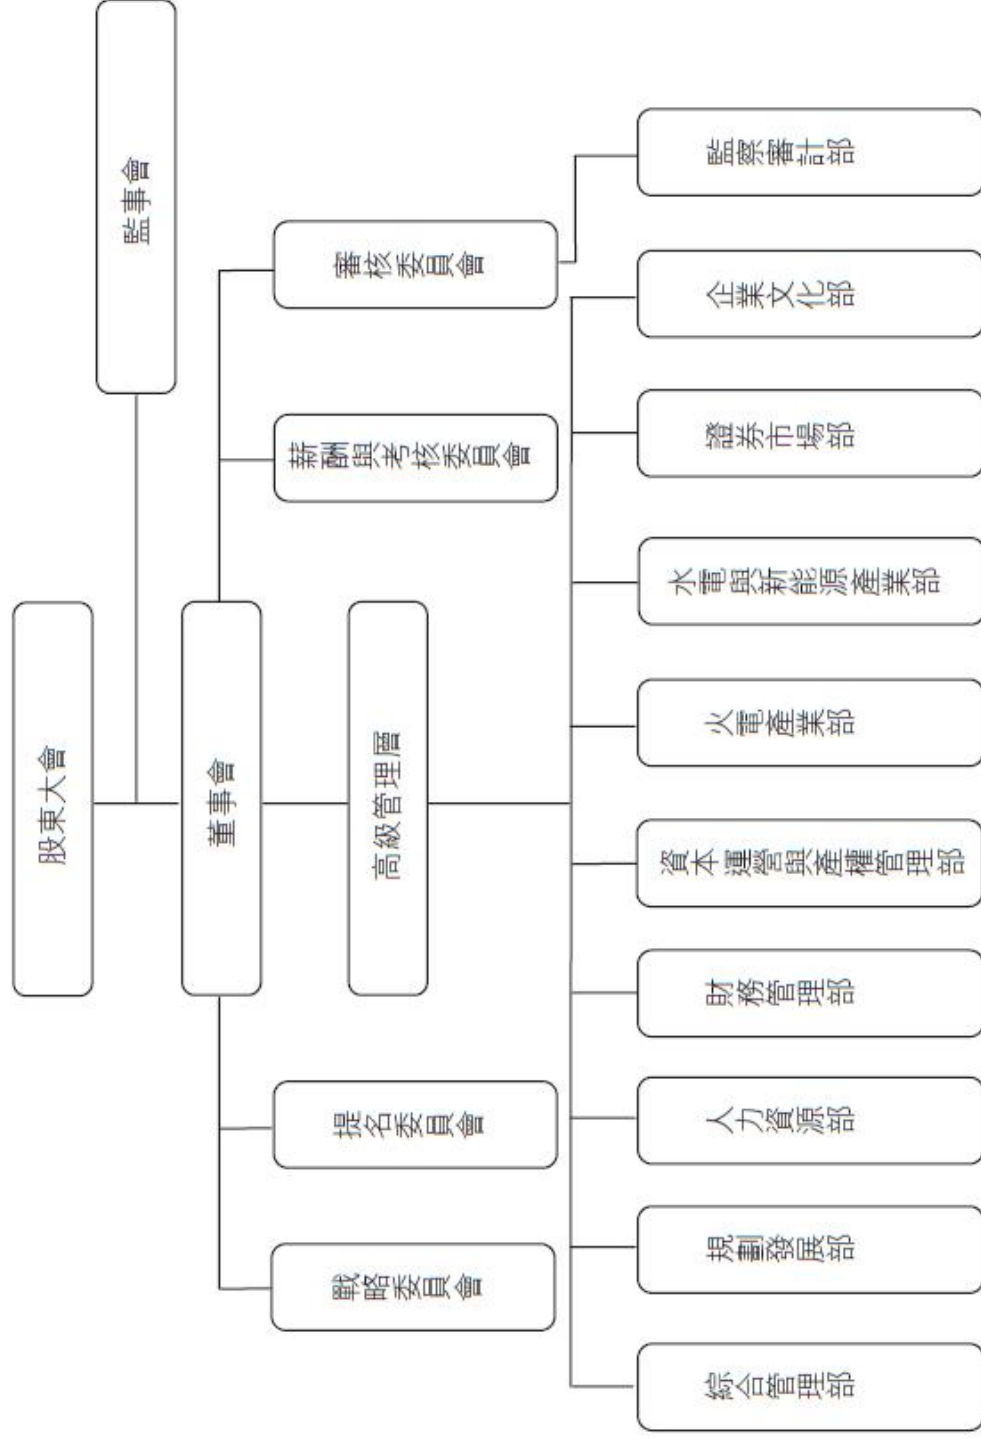 股東大會
監事會
董事會
戰略委員會
提名委員會
薪酬與考核委員會
審核委員會
高級管理層
綜合管理部
規劃發展部
人力資源部
財務管理部
資本運營與產權管理部
火電產業部
水電與新能源產業部
證券市場部
企業文化部
監察審計部